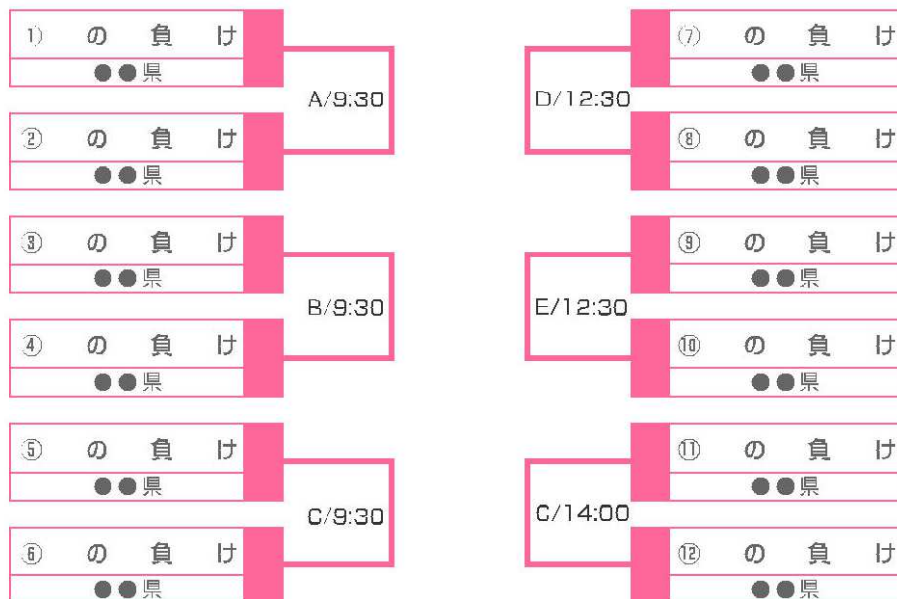 1) の負け
●●県
A/9:30
② の負け
●●県
③ の負け
●●県
B/9:30
④ の負け
●●県
⑤ の負け
●●県
C/9:30
⑥ の負け
●●県
⑦ の負け
●●県
D/12:30
⑧ の負け
●●県
⑨ の負け
●●県
E/12:30
⑩ の負け
●●県
⑪ の負け
●●県
C/14:00
⑫ の負け
●●県